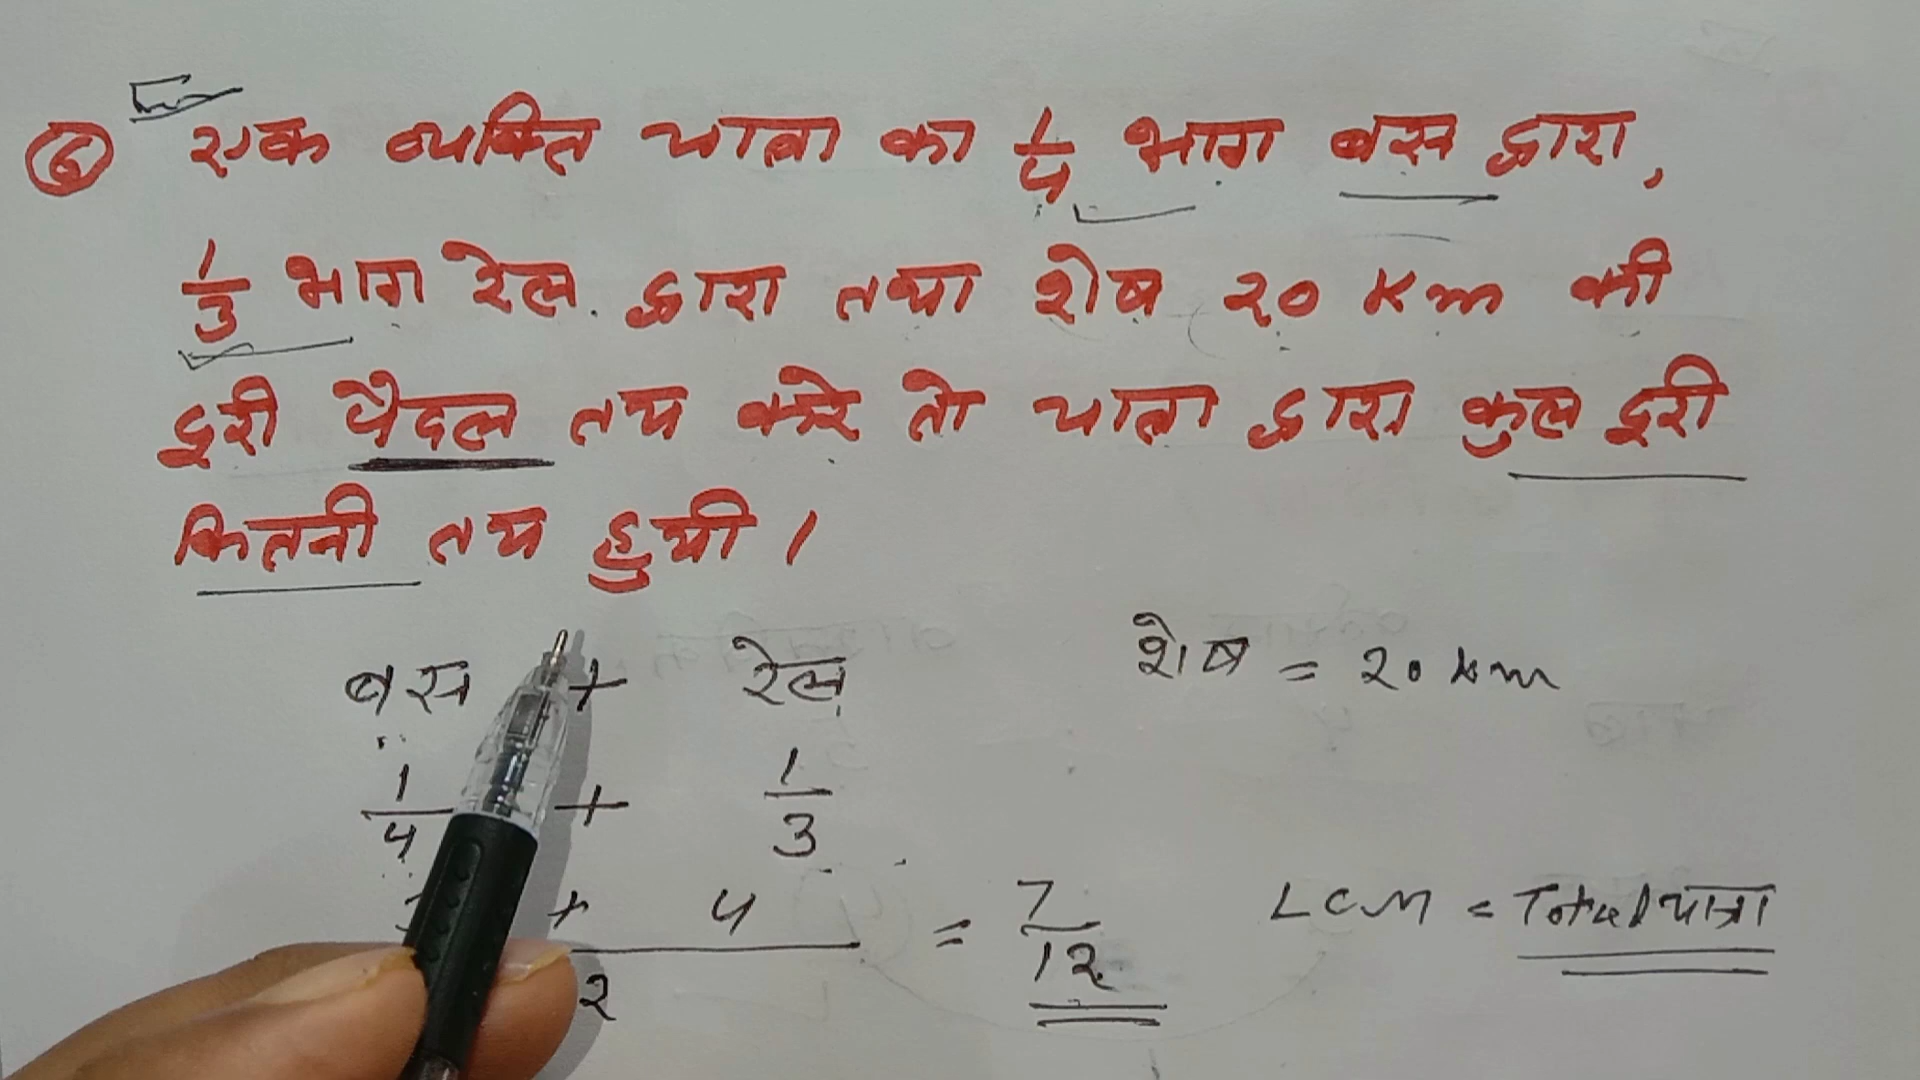 6 एक व्यक्ति यात्रा का 1/4 भाग बस द्वारा,
1/3 भाग रेल द्वारा तथा शेष 20 Km की
दूरी पैदल तय करे तो यात्रा द्वारा कुल दूरी
कितनी तय हुयी।
बस + रेल शेष = 20 km
1/4 + 1/3
+ 4 = 7/12 LCM = Total यात्रा
2